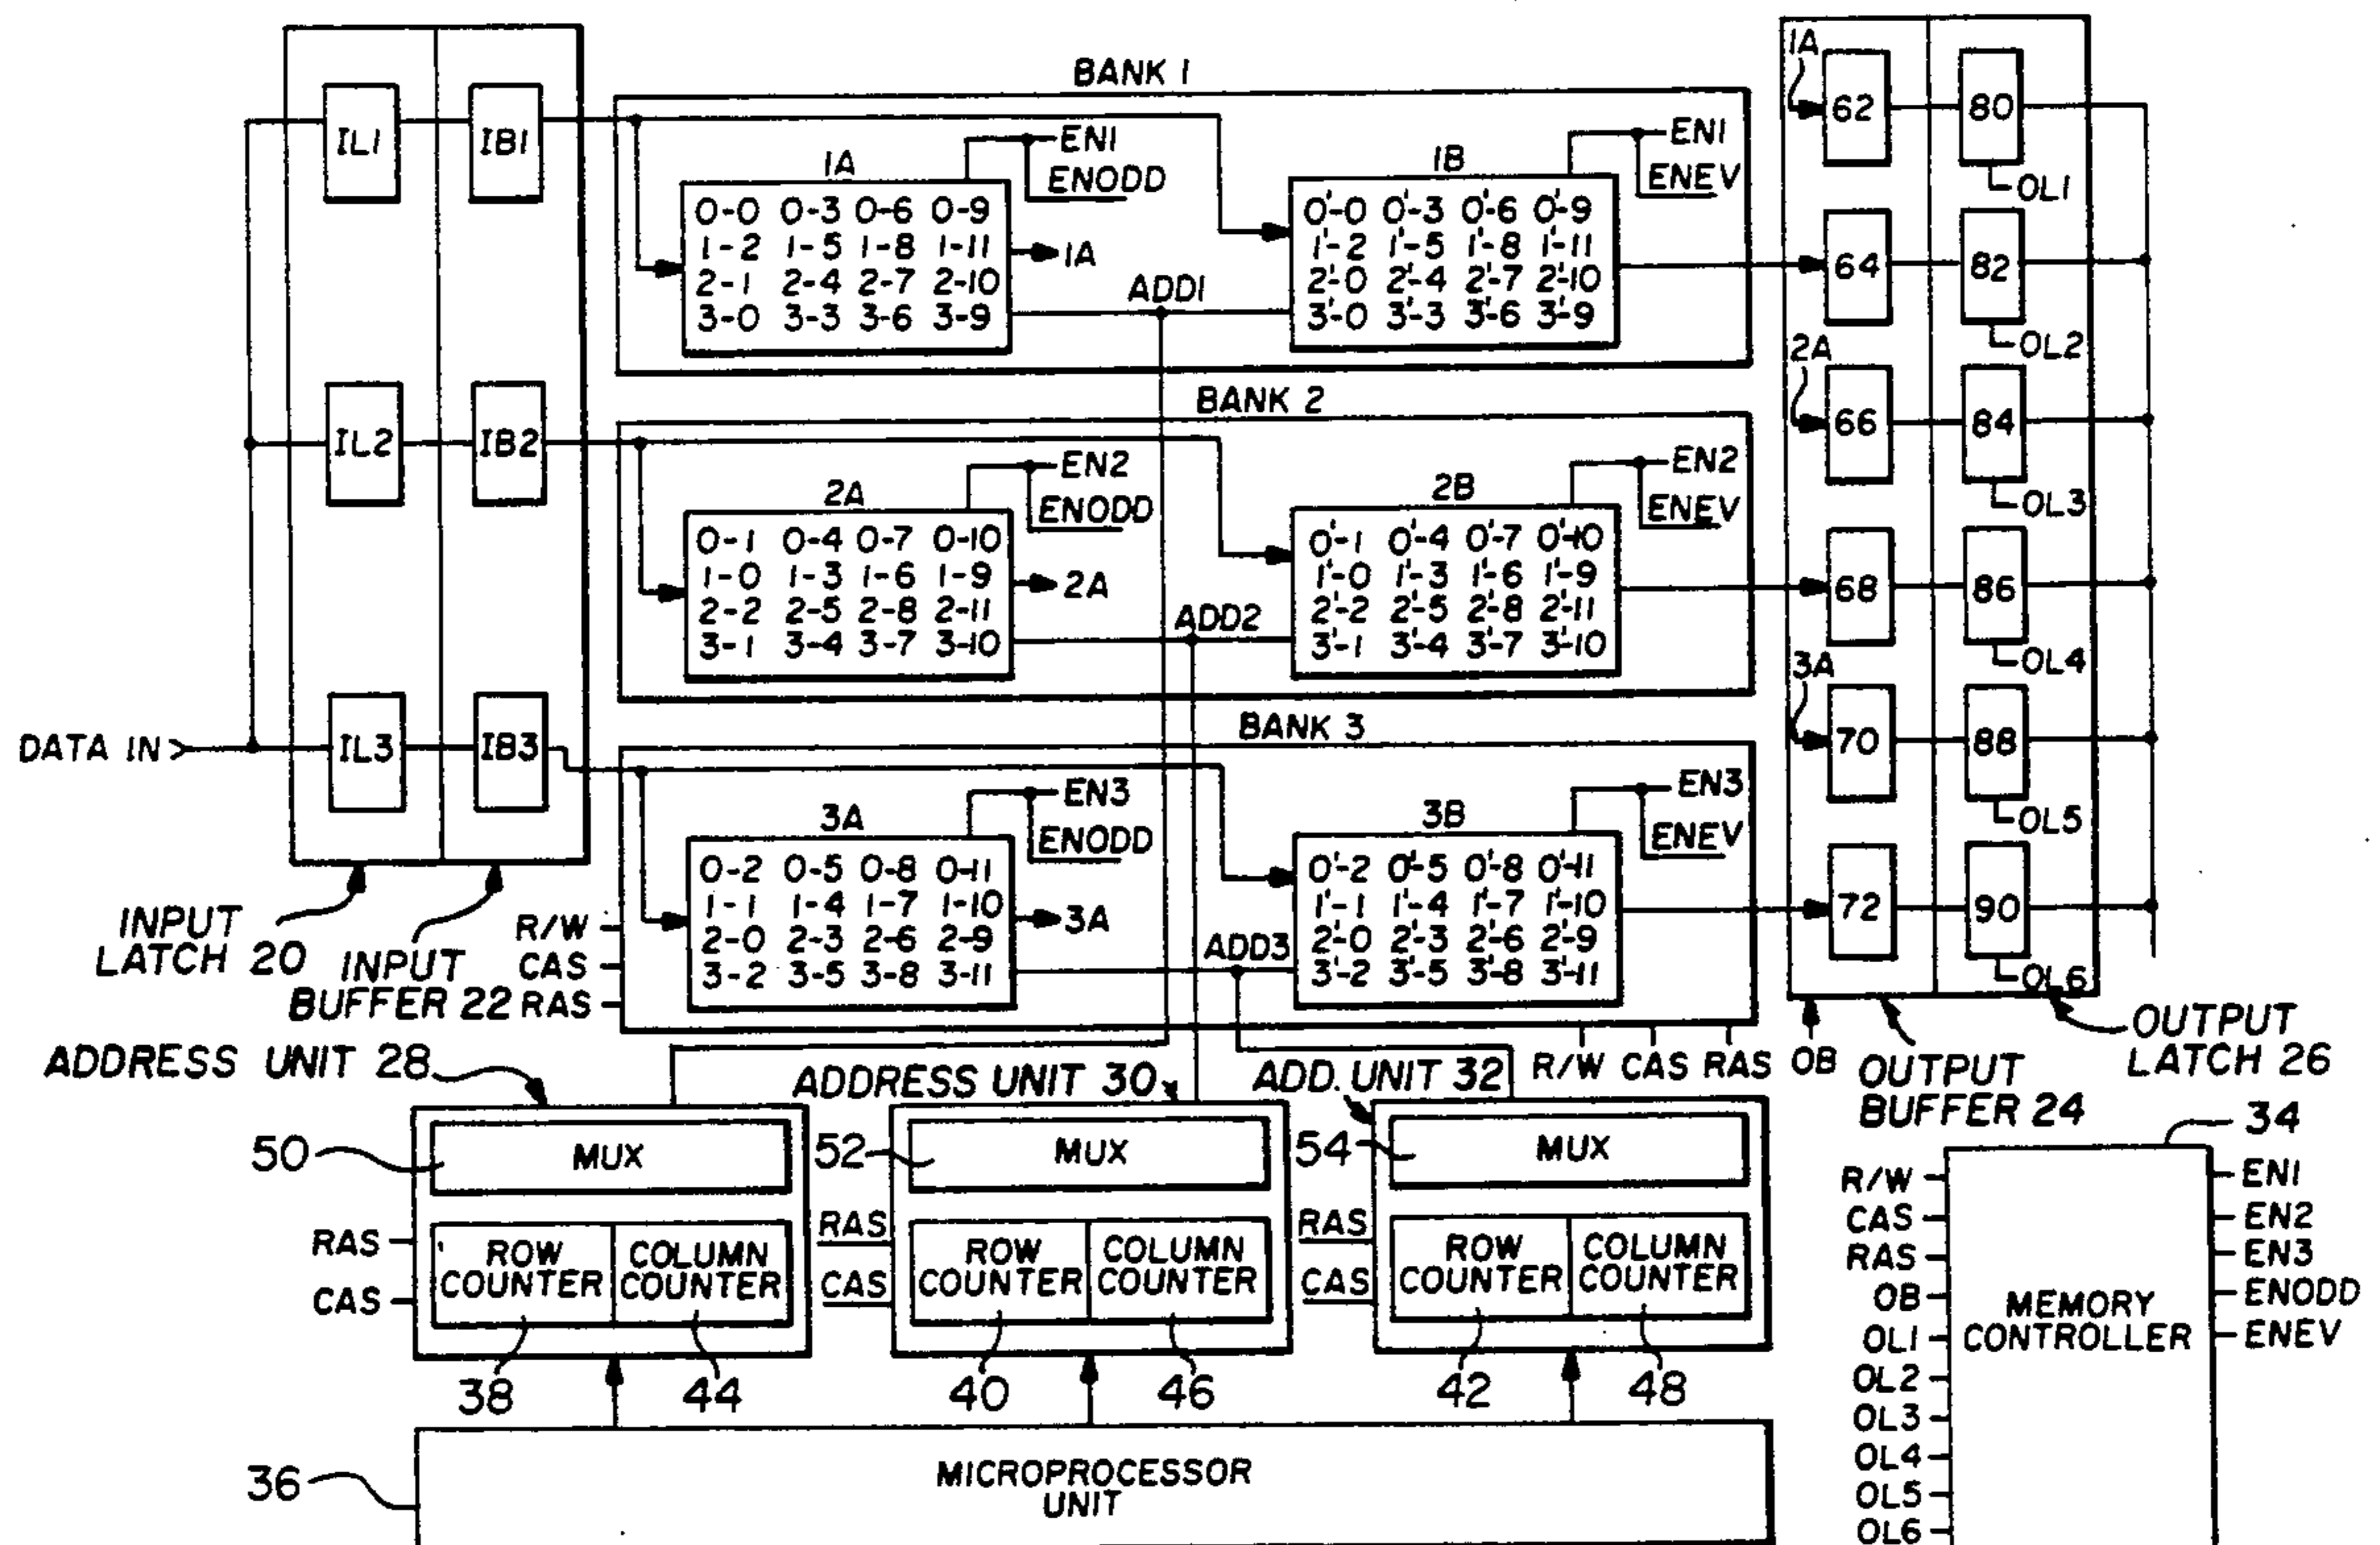 BANK 1
IL1
IB1
1A
EN1
ENODD
0-0 0-3 0-6 0-9
1-2 1-5 1-8 1-11
2-1 2-4 2-7 2-10
3-0 3-3 3-6 3-9
1A
ADD1
1B
EN1
ENEV
0'-0 0'-3 0'-6 0'-9
1'-2 1'-5 1'-8 1'-11
2'-0 2'-4 2'-7 2'-10
3'-0 3'-3 3'-6 3'-9
1A
62
80
OL1
64
82
OL2
BANK 2
IL2
IB2
2A
EN2
ENODD
0-1 0-4 0-7 0-10
1-0 1-3 1-6 1-9
2-2 2-5 2-8 2-11
3-1 3-4 3-7 3-10
2A
ADD2
2B
EN2
ENEV
0'-1 0'-4 0'-7 0'-10
1'-0 1'-3 1'-6 1'-9
2'-2 2'-5 2'-8 2'-11
3'-1 3'-4 3'-7 3'-10
2A
66
84
OL3
68
86
OL4
BANK 3
DATA IN
IL3
IB3
3A
EN3
ENODD
0-2 0-5 0-8 0-11
1-1 1-4 1-7 1-10
2-0 2-3 2-6 2-9
3-2 3-5 3-8 3-11
3A
ADD3
3B
EN3
ENEV
0'-2 0'-5 0'-8 0'-11
1'-1 1'-4 1'-7 1'-10
2'-0 2'-3 2'-6 2'-9
3'-2 3'-5 3'-8 3'-11
3A
70
88
OL5
72
90
OL6
INPUT
LATCH 20
INPUT
BUFFER 22
R/W
CAS
RAS
R/W CAS RAS OB
OUTPUT
BUFFER 24
OUTPUT
LATCH 26
ADDRESS UNIT 28
50
MUX
RAS
CAS
ROW
COUNTER
COLUMN
COUNTER
38
44
ADDRESS UNIT 30
52
MUX
RAS
CAS
ROW
COUNTER
COLUMN
COUNTER
40
46
ADD. UNIT 32
54
MUX
RAS
CAS
ROW
COUNTER
COLUMN
COUNTER
42
48
36
MICROPROCESSOR
UNIT
34
R/W
CAS
RAS
OB
OL1
OL2
OL3
OL4
OL5
OL6
MEMORY
CONTROLLER
EN1
EN2
EN3
ENODD
ENEV